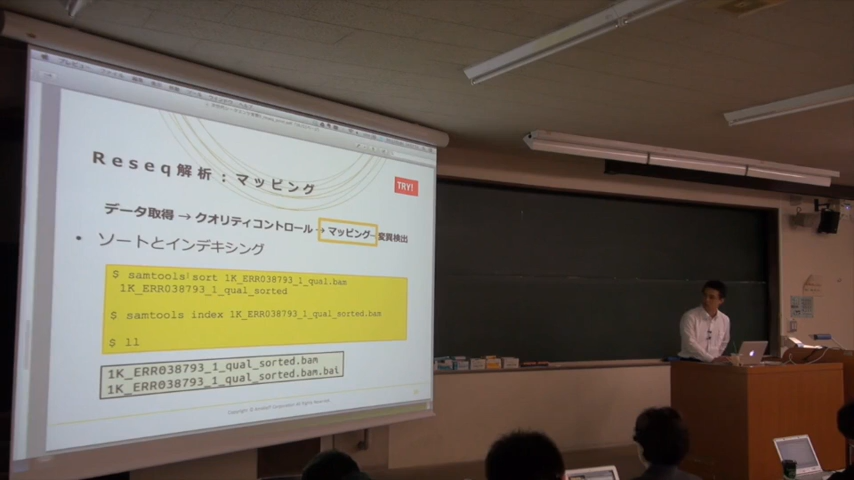 Reseq解析：マッピング
TRY!
データ取得 → クオリティコントロール → マッピング→ 変異検出
• ソートとインデキシング
$ samtools sort 1K_ERR038793_1_qual.bam
1K_ERR038793_1_qual_sorted
$ samtools index 1K_ERR038793_1_qual_sorted.bam
$ ll
1K_ERR038793_1_qual_sorted.bam
1K_ERR038793_1_qual_sorted.bam.bai